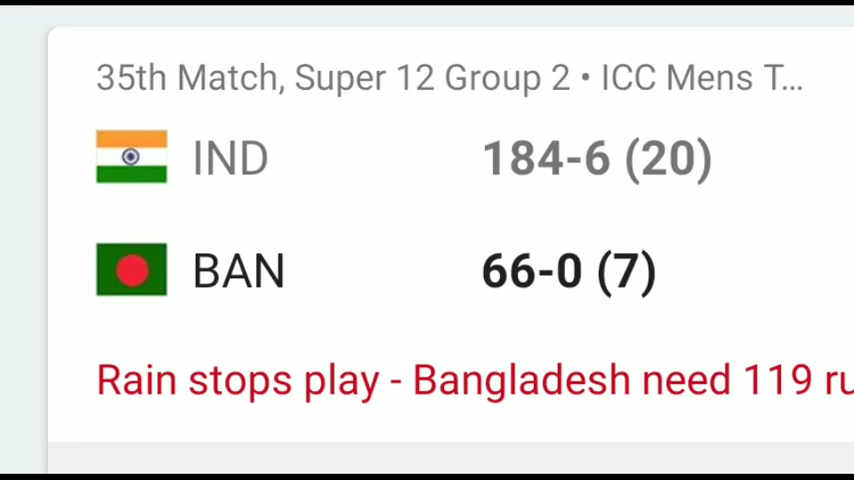 35th Match, Super 12 Group 2 • ICC Mens T...
IND 184-6 (20)
BAN 66-0 (7)
Rain stops play - Bangladesh need 119 ru